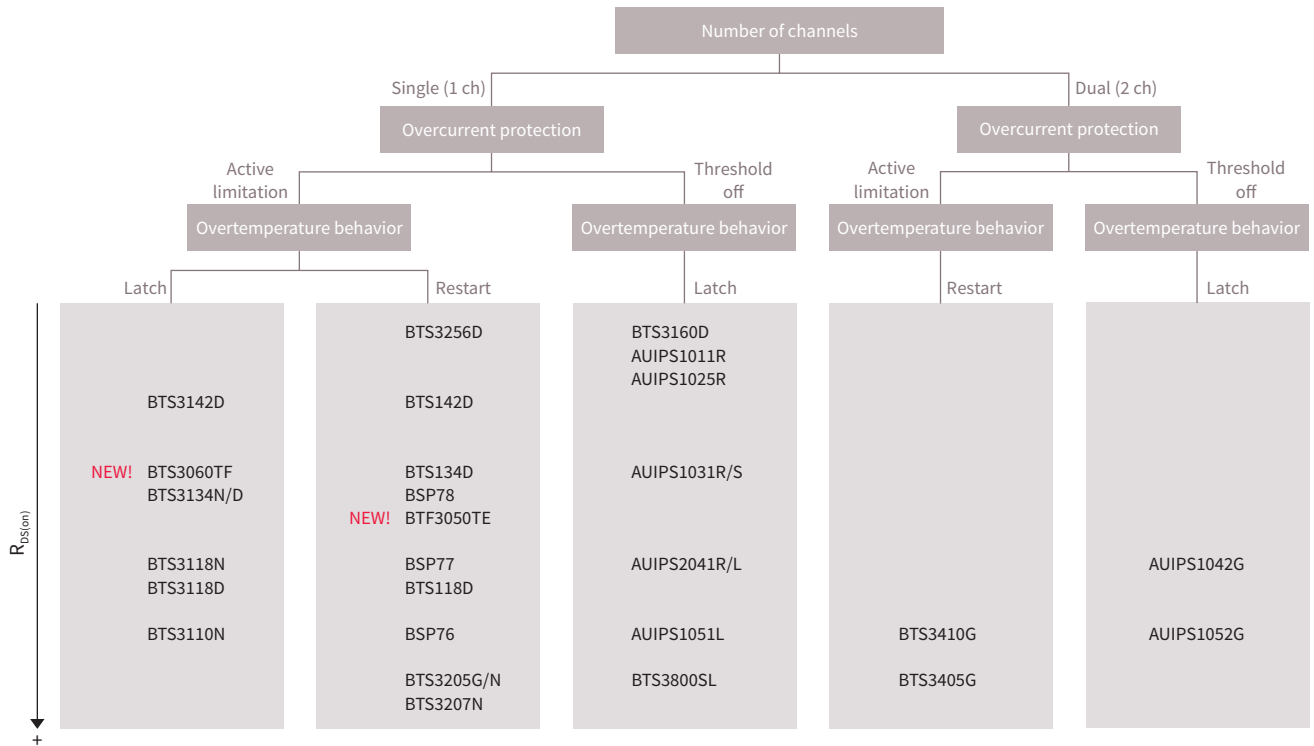 Number of channels
Single (1 ch)
Dual (2 ch)
Overcurrent protection
Overcurrent protection
Active
limitation
Threshold
off
Active
limitation
Threshold
off
Overtemperature behavior
Overtemperature behavior
Overtemperature behavior
Overtemperature behavior
Latch
Restart
Latch
Restart
Latch
RDS(on)
+
BTS3142D
NEW! BTS3060TF
BTS3134N/D
BTS3118N
BTS3118D
BTS3110N
BTS3256D
BTS142D
BTS134D
BSP78
NEW! BTF3050TE
BSP77
BTS118D
BSP76
BTS3205G/N
BTS3207N
BTS3160D
AUIPS1011R
AUIPS1025R
AUIPS1031R/S
AUIPS2041R/L
AUIPS1051L
BTS3800SL
BTS3410G
BTS3405G
AUIPS1042G
AUIPS1052G